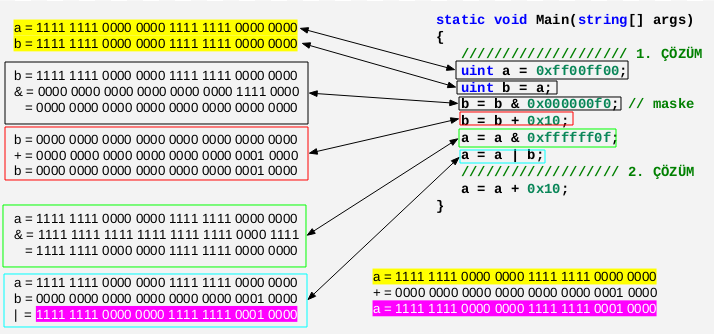 a = 1111 1111 0000 0000 1111 1111 0000 0000
b = 1111 1111 0000 0000 1111 1111 0000 0000
b = 1111 1111 0000 0000 1111 1111 0000 0000
& = 0000 0000 0000 0000 0000 0000 1111 0000
= 0000 0000 0000 0000 0000 0000 0000 0000
b = 0000 0000 0000 0000 0000 0000 0000 0000
+ = 0000 0000 0000 0000 0000 0000 0001 0000
b = 0000 0000 0000 0000 0000 0000 0001 0000
a = 1111 1111 0000 0000 1111 1111 0000 0000
& = 1111 1111 1111 1111 1111 1111 0000 1111
= 1111 1111 0000 0000 1111 1111 0000 0000
a = 1111 1111 0000 0000 1111 1111 0000 0000
b = 0000 0000 0000 0000 0000 0000 0001 0000
| = 1111 1111 0000 0000 1111 1111 0001 0000
static void Main(string[] args)
{
//////////////////// 1. ÇÖZÜM
uint a = 0xff00ff00;
uint b = a;
b = b & 0x000000f0; // maske
b = b + 0x10;
a = a & 0xffffff0f;
a = a | b;
/////////////////// 2. ÇÖZÜM
a = a + 0x10;
}
a = 1111 1111 0000 0000 1111 1111 0000 0000
+ = 0000 0000 0000 0000 0000 0000 0001 0000
a = 1111 1111 0000 0000 1111 1111 0001 0000